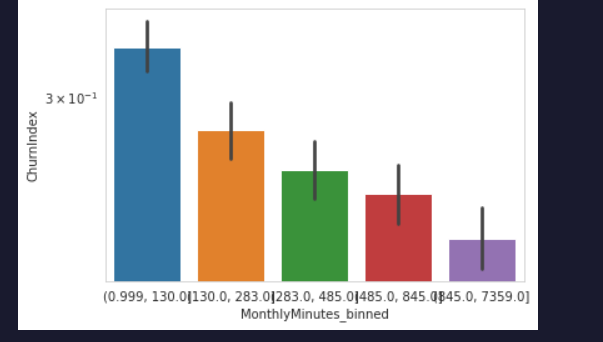 3 × 10⁻¹
ChurnIndex
(0.999, 130.0](130.0, 283.0](283.0, 485.0](485.0, 845.0](845.0, 7359.0]
MonthlyMinutes_binned